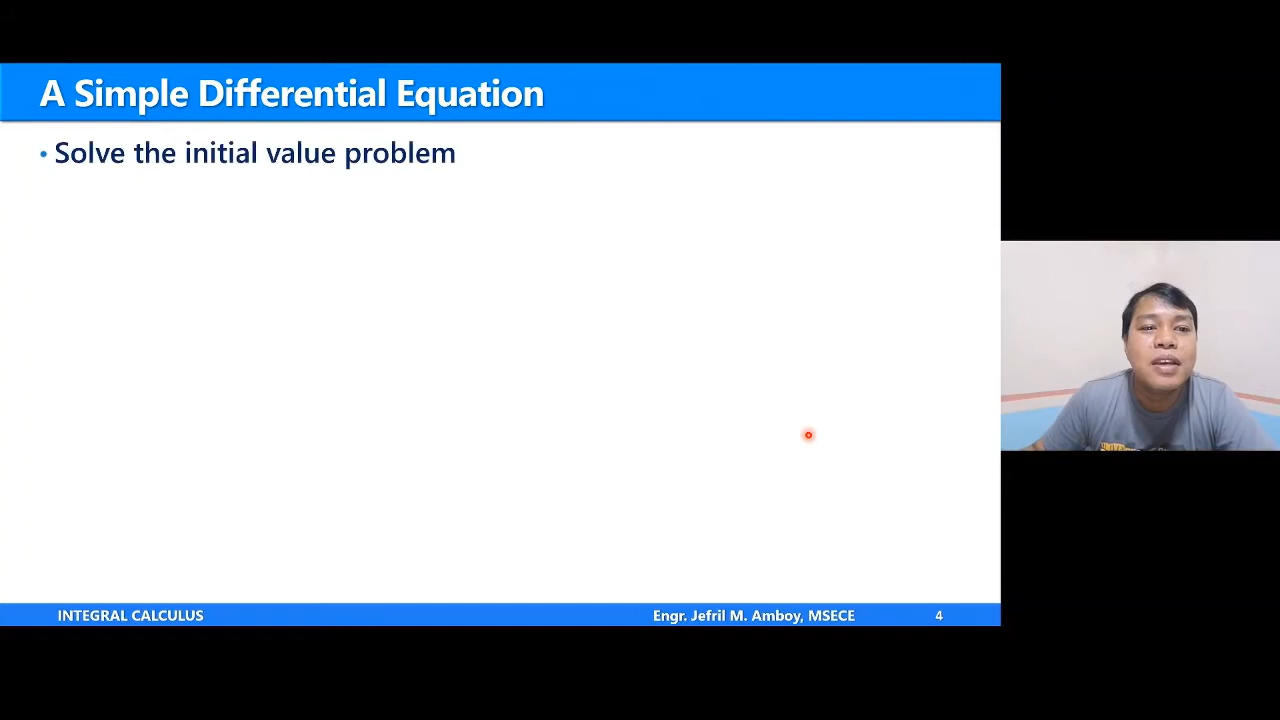 A Simple Differential Equation
• Solve the initial value problem
INTEGRAL CALCULUS
Engr. Jefril M. Amboy, MSECE
4